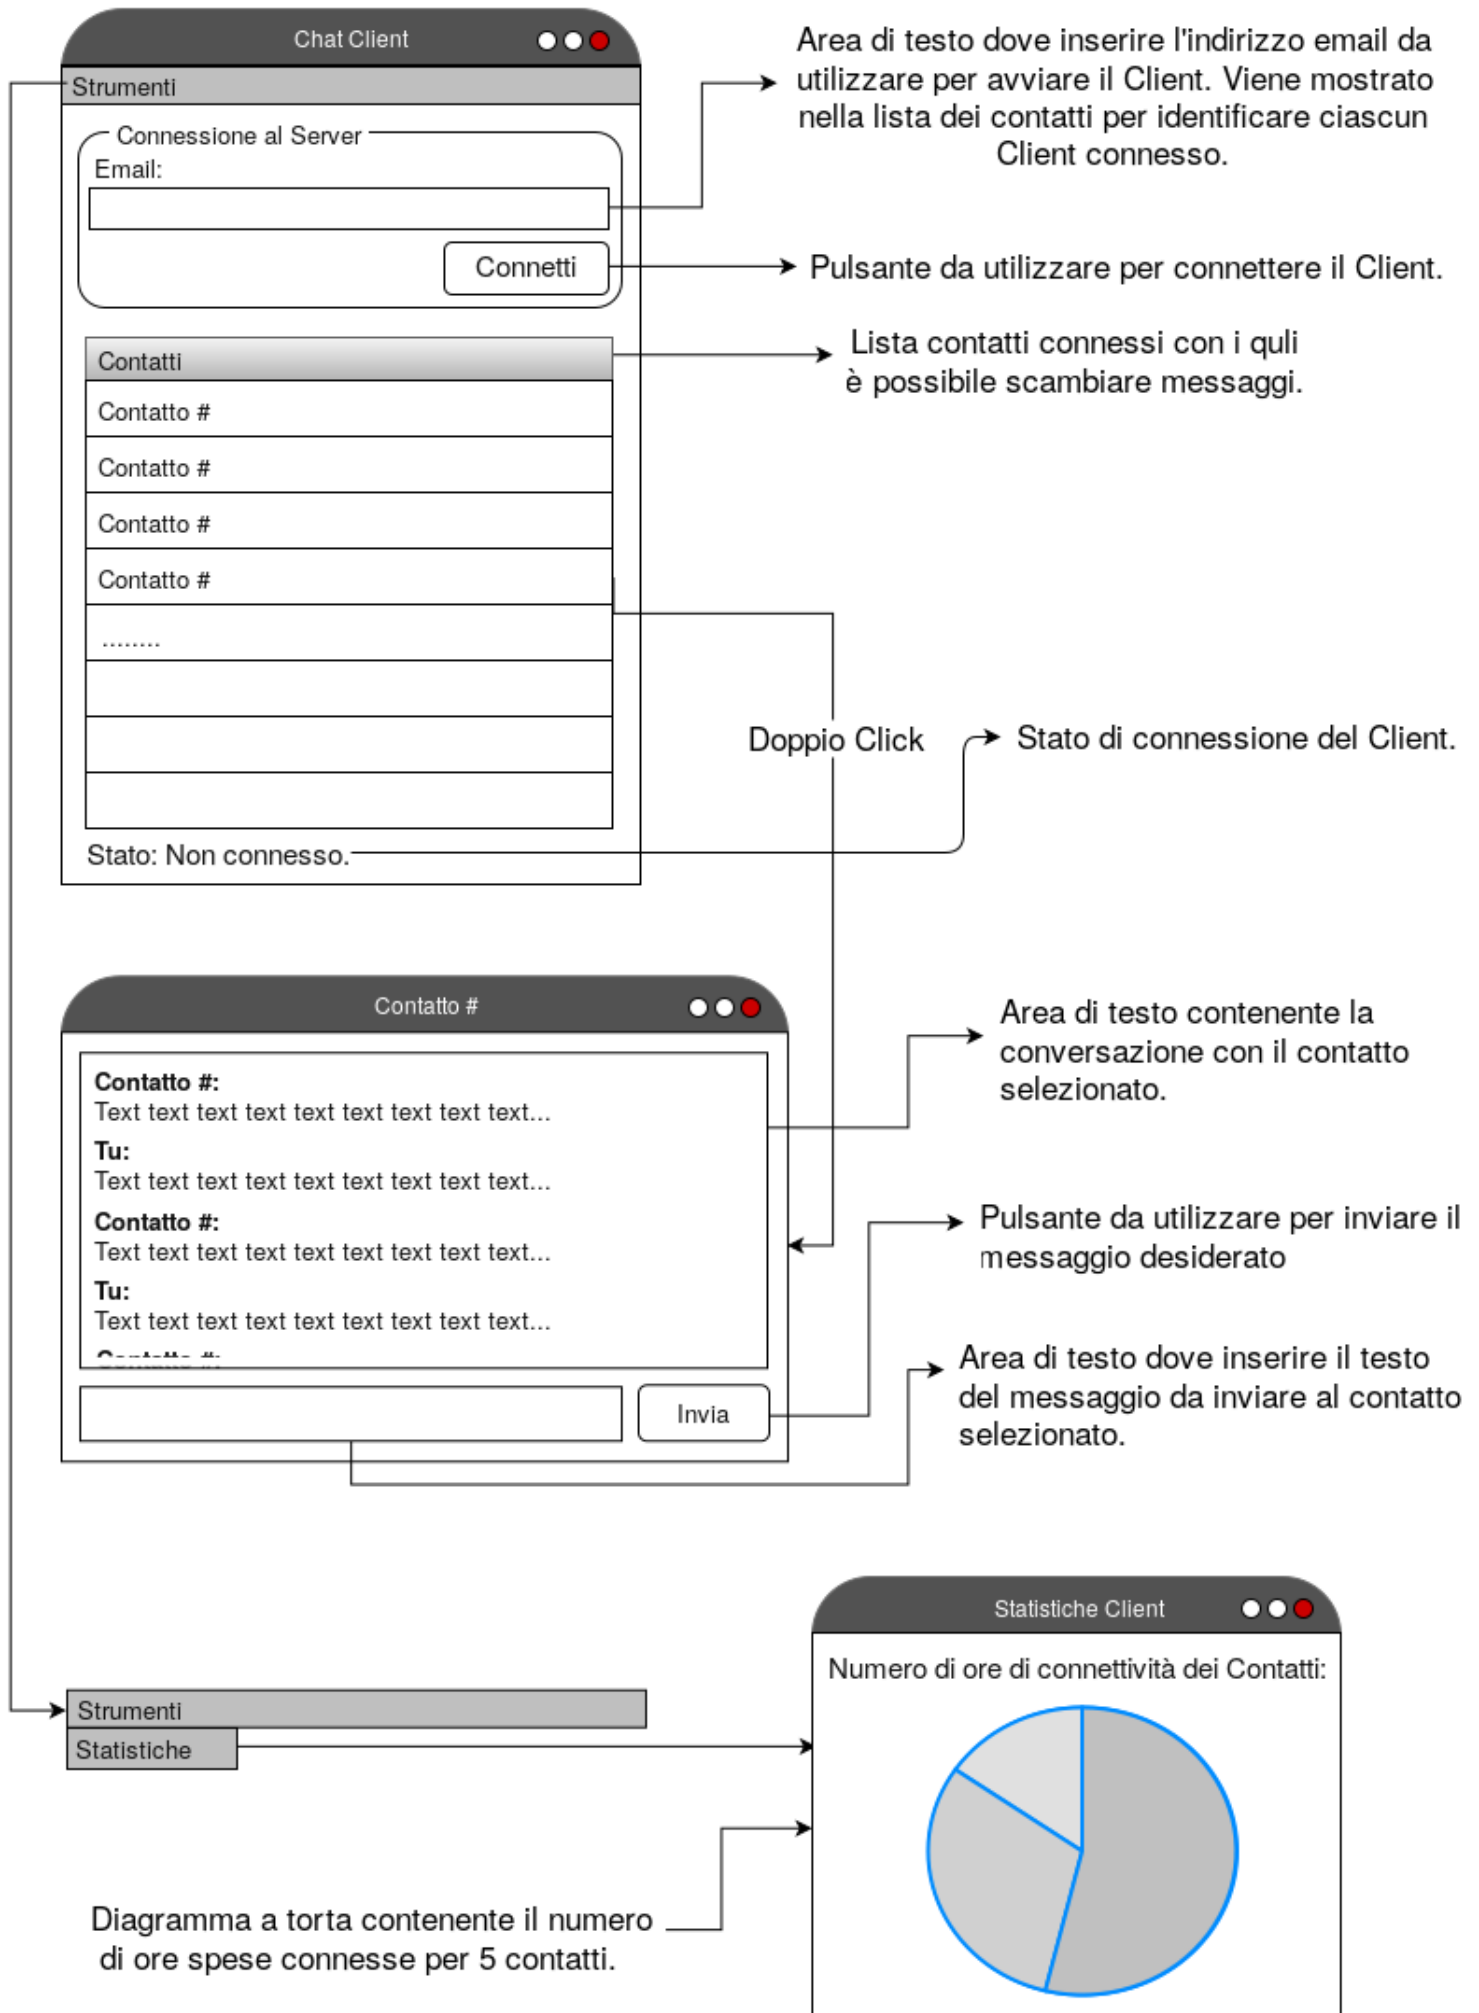 Chat Client
Strumenti
Connessione al Server
Email:
Connetti
Contatti
Contatto #
Contatto #
Contatto #
Contatto #
........
Stato: Non connesso.
Area di testo dove inserire l'indirizzo email da
utilizzare per avviare il Client. Viene mostrato
nella lista dei contatti per identificare ciascun
Client connesso.
Pulsante da utilizzare per connettere il Client.
Lista contatti connessi con i quli
è possibile scambiare messaggi.
Doppio Click
Stato di connessione del Client.
Contatto #
Contatto #:
Text text text text text text text text text...
Tu:
Text text text text text text text text text...
Contatto #:
Text text text text text text text text text...
Tu:
Text text text text text text text text text...
Contatto #:
Invia
Area di testo contenente la
conversazione con il contatto
selezionato.
Pulsante da utilizzare per inviare il
messaggio desiderato
Area di testo dove inserire il testo
del messaggio da inviare al contatto
selezionato.
Strumenti
Statistiche
Statistiche Client
Numero di ore di connettività dei Contatti:
Diagramma a torta contenente il numero
di ore spese connesse per 5 contatti.